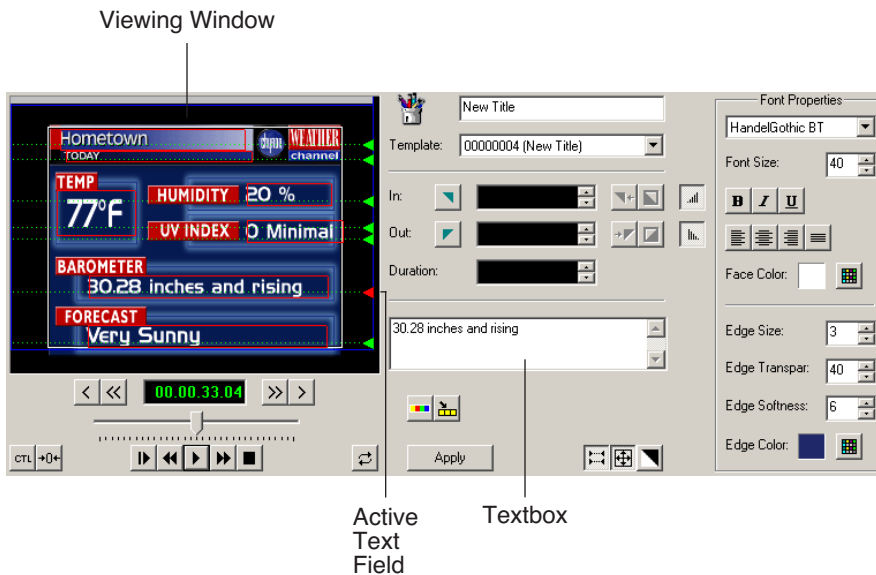 Viewing Window
Hometown
TODAY
chyron WEATHER
channel
TEMP
77°F
HUMIDITY 20 %
UV INDEX 0 Minimal
BAROMETER
30.28 inches and rising
FORECAST
Very Sunny
00.00.33.04
CTL →0←
New Title
Template: 00000004 (New Title)
In:
Out:
Duration:
30.28 inches and rising
Apply
Font Properties
HandelGothic BT
Font Size: 40
B I U
Face Color:
Edge Size: 3
Edge Transpar: 40
Edge Softness: 6
Edge Color:
Active
Text
Field
Textbox